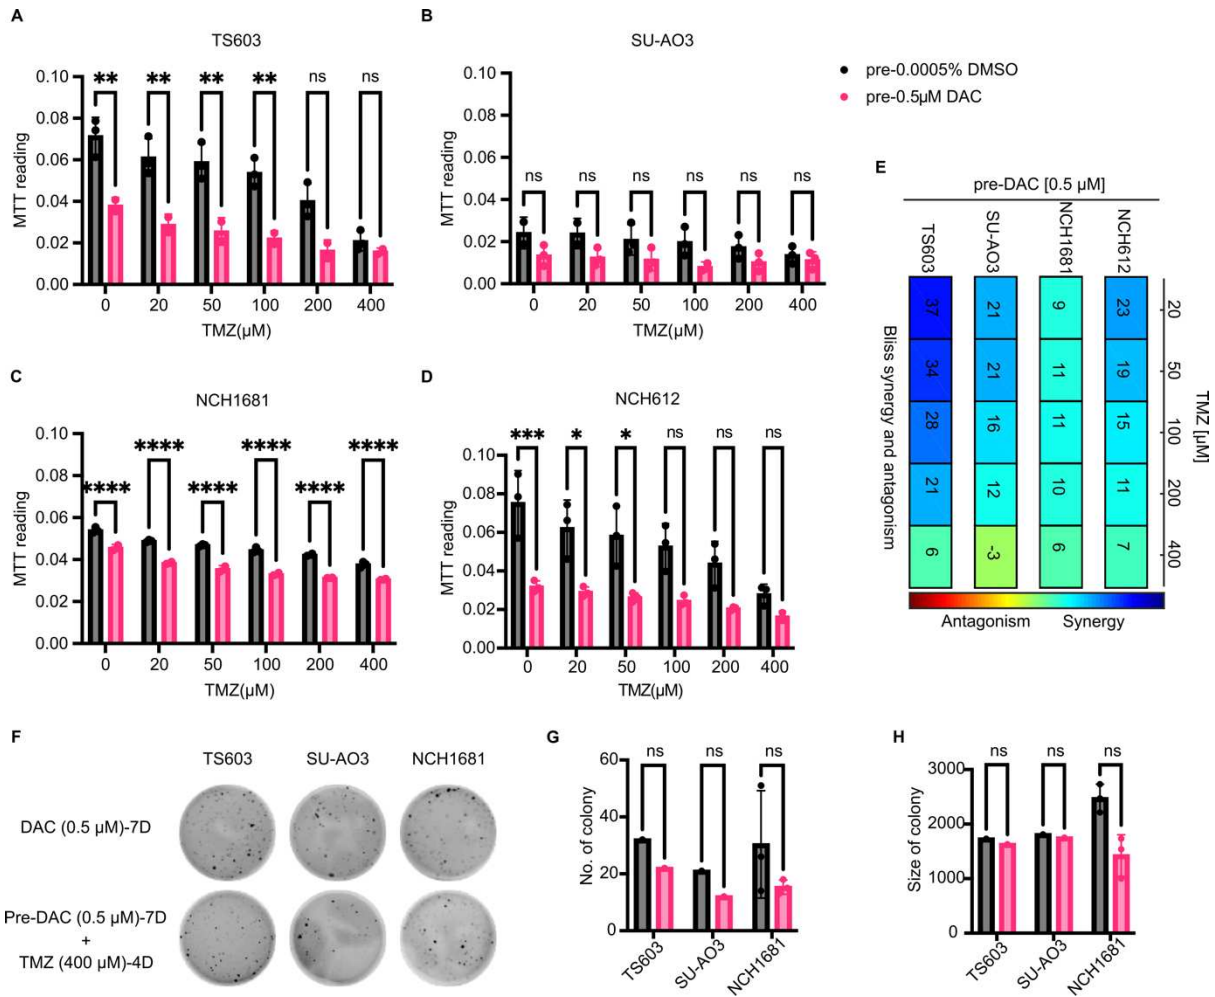 A
TS603
0.10
0.08
0.06
0.04
0.02
0.00
MTT reading
** ** ** ** ns ns
0 20 50 100 200 400
TMZ(µM)
B
SU-AO3
0.10
0.08
0.06
0.04
0.02
0.00
MTT reading
ns ns ns ns ns ns
0 20 50 100 200 400
TMZ(µM)
pre-0.0005% DMSO
pre-0.5µM DAC
C
NCH1681
0.10
0.08
0.06
0.04
0.02
0.00
MTT reading
**** **** **** **** **** ****
0 20 50 100 200 400
TMZ(µM)
D
NCH612
0.10
0.08
0.06
0.04
0.02
0.00
MTT reading
*** * * ns ns ns
0 20 50 100 200 400
TMZ(µM)
E
pre-DAC [0.5 µM]
TS603 SU-AO3 NCH1681 NCH612
37 21 9 23 20
34 21 11 19 50
28 16 11 15 100
21 12 10 11 200
6 -3 6 7 400
TMZ [µM]
Bliss synergy and antagonism
Antagonism Synergy
F
TS603 SU-AO3 NCH1681
DAC (0.5 µM)-7D
Pre-DAC (0.5 µM)-7D
+
TMZ (400 µM)-4D
G
60
40
20
0
No. of colony
ns ns ns
TS603 SU-AO3 NCH1681
H
3000
2000
1000
0
Size of colony
ns ns ns
TS603 SU-AO3 NCH1681